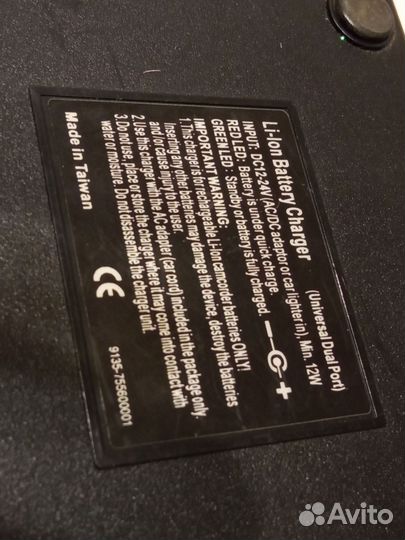 Li-Ion Battery Charger
(Universal Dual Port)
INPUT: DC12-24V (AC/DC adaptor or car lighter in), Min. 12W
RED LED: Battery is under quick charge.
GREEN LED: Standby or battery is fully charged.
IMPORTANT WARNING:
1.This charger is for rechargeable Li-Ion camcorder batteries ONLY!
Inserting any other batteries may damage the device, destroy the batteries
and /or cause injury to the user.
2.Use this charger with the AC adapter( car cord) included in the package only.
3.Do not use, place or store the charger where it may come into contact with
water or moisture. Do not disassemble the charger unit.
Made in Taiwan
CE
9135-755600001
- +
Avito